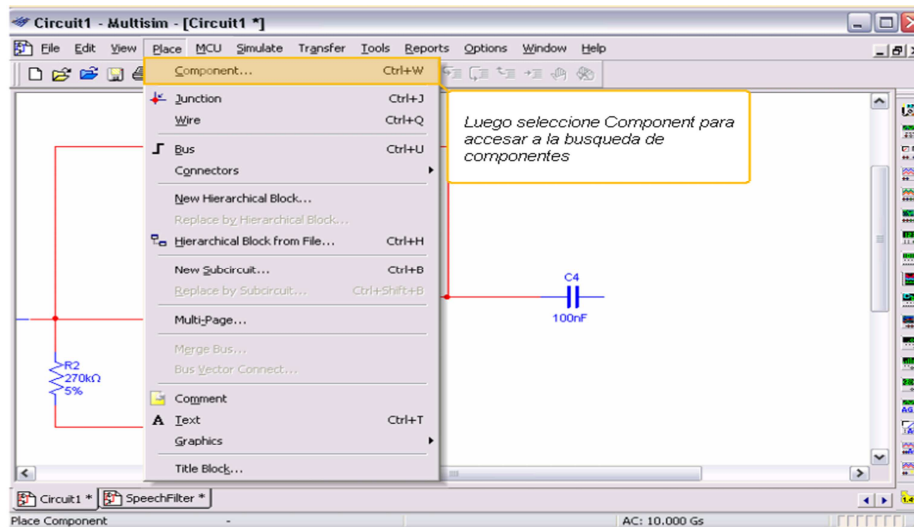 Circuit1 - Multisim - [Circuit1 *]
File Edit View Place MCU Simulate Transfer Tools Reports Options Window Help
Component... Ctrl+W
Junction Ctrl+J
Wire Ctrl+Q
Bus Ctrl+U
Connectors
New Hierarchical Block...
Replace by Hierarchical Block...
Hierarchical Block from File... Ctrl+H
New Subcircuit... Ctrl+B
Replace by Subcircuit... Ctrl+Shift+B
Multi-Page...
Merge Bus...
Bus Vector Connect...
Comment
A Text Ctrl+T
Graphics
Title Block...
Luego seleccione Component para
accesar a la busqueda de
componentes
C4
100nF
R2
270kΩ
5%
Circuit1 * SpeechFilter *
Place Component - AC: 10.000 Gs